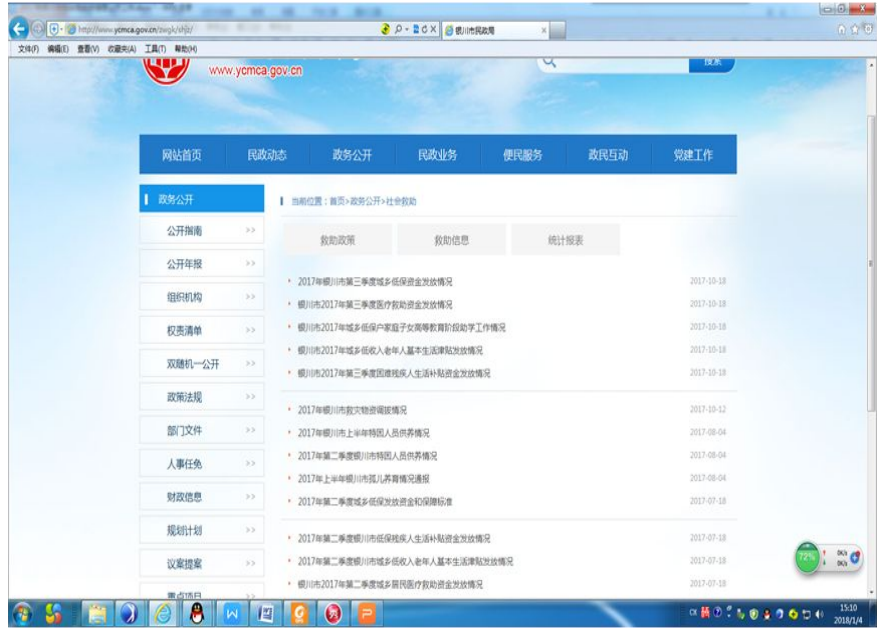 http://www.ycmca.gov.cn/zwgk/shjz/
银川市民政局
文件(F) 编辑(E) 查看(V) 收藏夹(A) 工具(T) 帮助(H)
www.ycmca.gov.cn
搜索
网站首页 民政动态 政务公开 民政业务 便民服务 政民互动 党建工作
政务公开
公开指南 >>
公开年报 >>
组织机构 >>
权责清单 >>
双随机一公开 >>
政策法规 >>
部门文件 >>
人事任免 >>
财政信息 >>
规划计划 >>
议案提案 >>
重点项目 >>
当前位置：首页>政务公开>社会救助
救助政策 救助信息 统计报表
2017年银川市第三季度城乡低保资金发放情况 2017-10-18
银川市2017年第三季度医疗救助资金发放情况 2017-10-18
银川市2017年城乡低保户家庭子女高等教育阶段助学工作情况 2017-10-18
银川市2017年城乡低收入老年人基本生活津贴发放情况 2017-10-18
银川市2017年第三季度困难残疾人生活补贴资金发放情况 2017-10-18
2017年银川市救灾物资调拨情况 2017-10-12
2017年银川市上半年特困人员供养情况 2017-08-04
2017年第二季度银川市特困人员供养情况 2017-08-04
2017年上半年银川市孤儿养育情况通报 2017-08-04
2017年第二季度城乡低保发放资金和保障标准 2017-07-18
2017年第二季度银川市低保残疾人生活补贴资金发放情况 2017-07-18
2017年第二季度银川市城乡低收入老年人基本生活津贴发放情况 2017-07-18
银川市2017年第二季度城乡居民医疗救助资金发放情况 2017-07-18
72%
0K/s
0K/s
15:10
2018/1/4